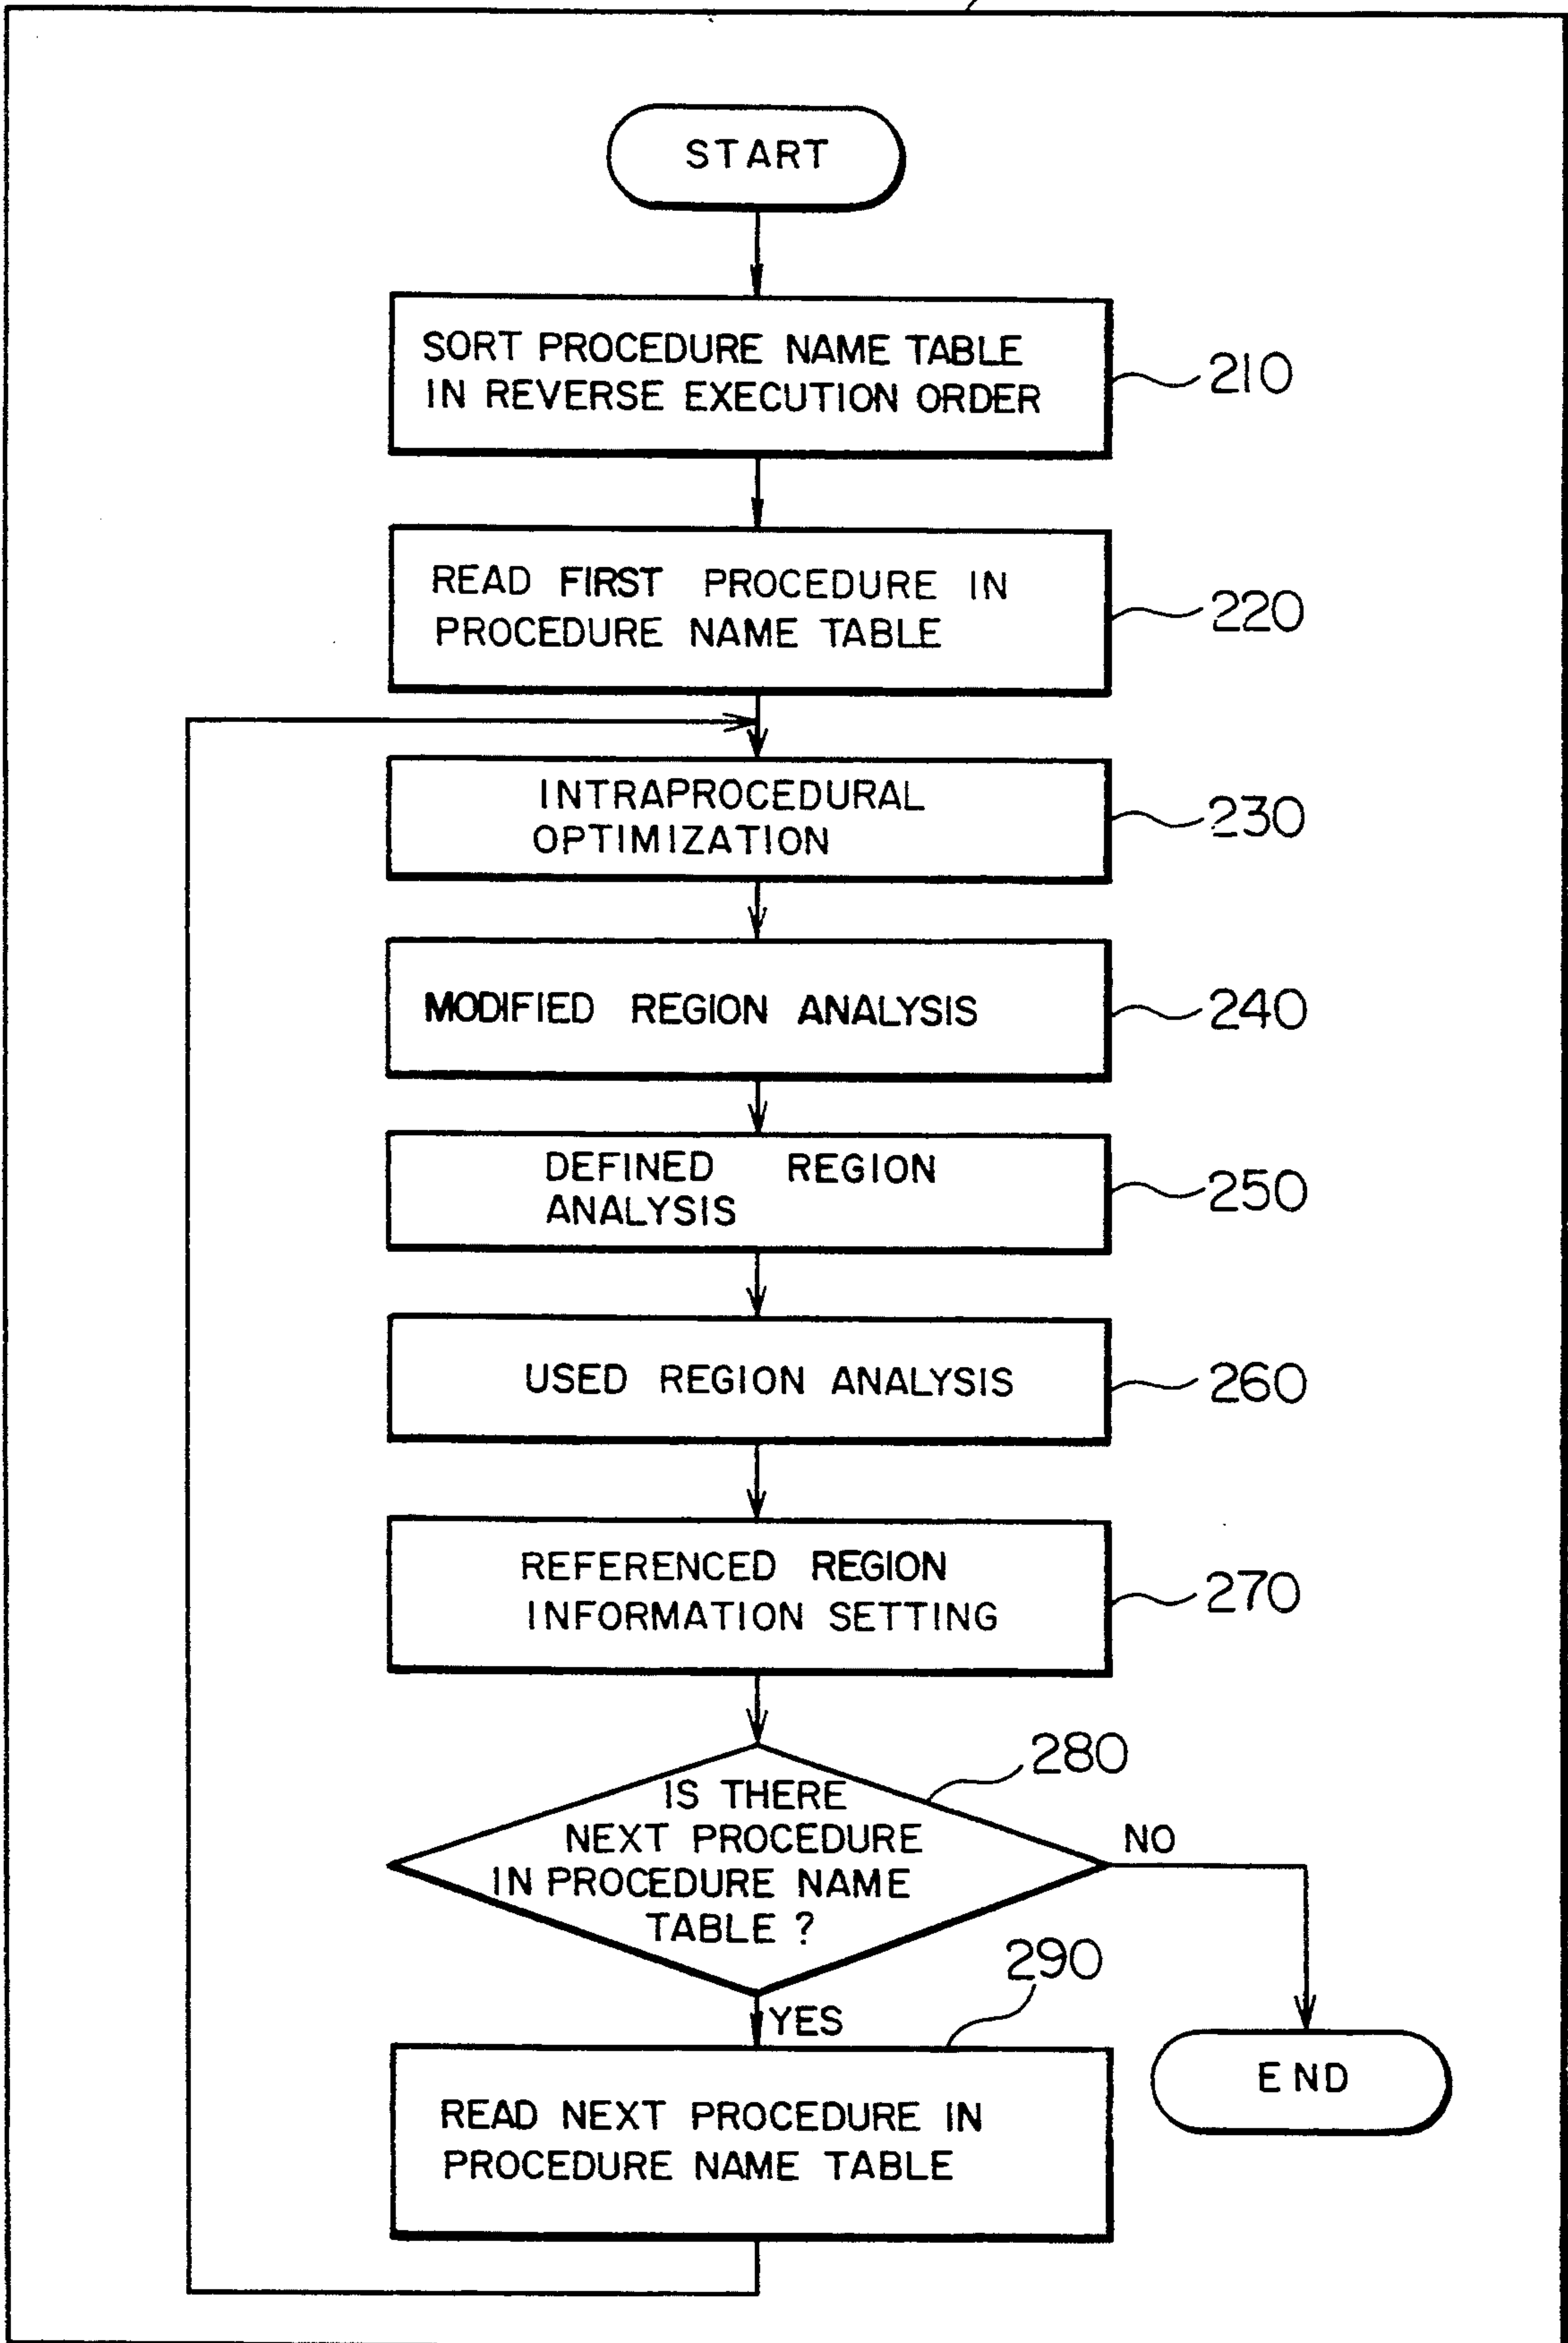 START
SORT PROCEDURE NAME TABLE
IN REVERSE EXECUTION ORDER
210
READ FIRST PROCEDURE IN
PROCEDURE NAME TABLE
220
INTRAPROCEDURAL
OPTIMIZATION
230
MODIFIED REGION ANALYSIS
240
DEFINED REGION
ANALYSIS
250
USED REGION ANALYSIS
260
REFERENCED REGION
INFORMATION SETTING
270
280
IS THERE
NEXT PROCEDURE
IN PROCEDURE NAME
TABLE ?
NO
YES
290
READ NEXT PROCEDURE IN
PROCEDURE NAME TABLE
END